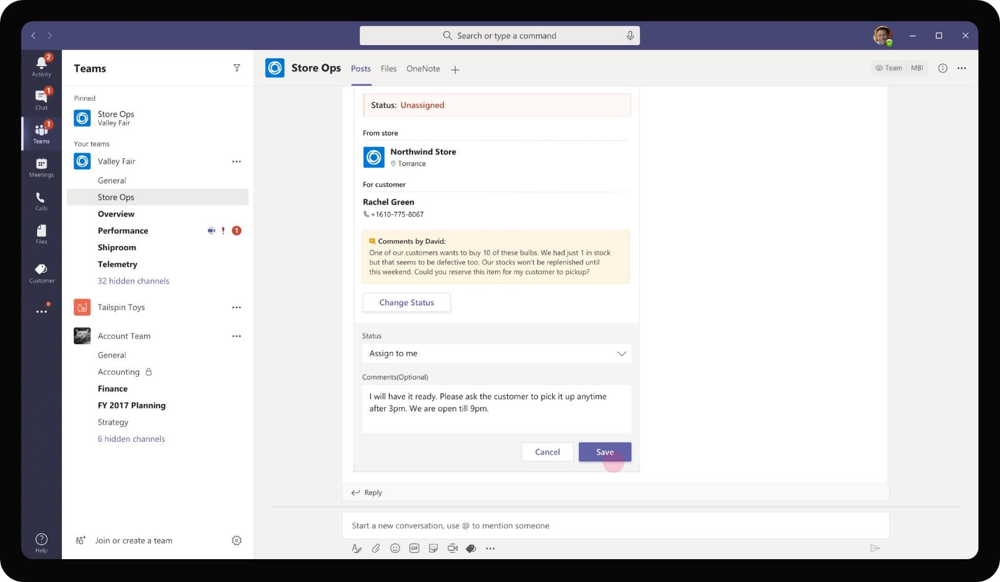 Search or type a command
2
Activity
1
Chat
1
Teams
Meetings
Calls
Files
Customer
Help
Teams
Pinned
Store Ops
Valley Fair
Your teams
Valley Fair
General
Store Ops
Overview
Performance
1
Shiproom
Telemetry
32 hidden channels
Tailspin Toys
Account Team
General
Accounting
Finance
FY 2017 Planning
Strategy
6 hidden channels
Join or create a team
Store Ops Posts Files OneNote
Team MBI
Status: Unassigned
From store
Northwind Store
Torrance
For customer
Rachel Green
+1610-775-8067
Comments by David:
One of our customers wants to buy 10 of these bulbs. We had just 1 in stock
but that seems to be defective too. Our stocks won't be replenished until
this weekend. Could you reserve this item for my customer to pickup?
Change Status
Status
Assign to me
Comments(Optional)
I will have it ready. Please ask the customer to pick it up anytime
after 3pm. We are open till 9pm.
Cancel Save
Reply
Start a new conversation, use @ to mention someone
GIF